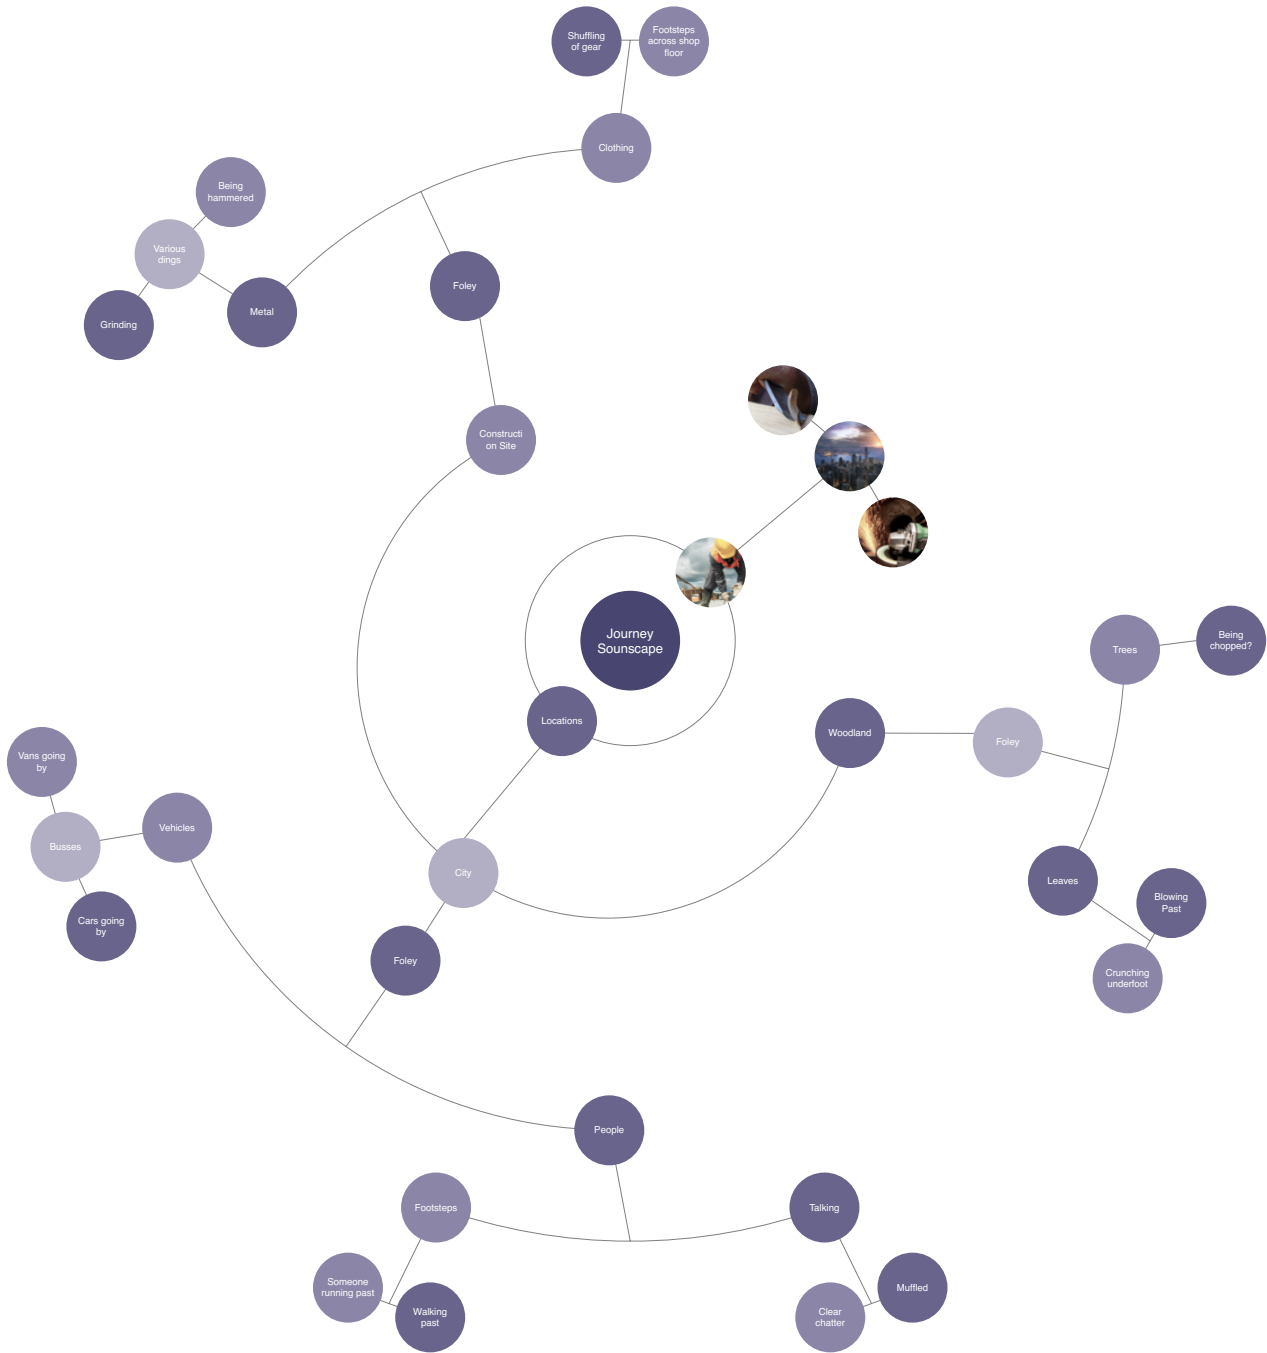 Shuffling
of gear
Footsteps
across shop
floor
Clothing
Being
hammered
Various
dings
Grinding
Metal
Foley
Constructi
on Site
Journey
Sounscape
Locations
Trees
Being
chopped?
Woodland
Foley
Leaves
Blowing
Past
Crunching
underfoot
Vans going
by
Vehicles
Busses
Cars going
by
City
Foley
People
Footsteps
Talking
Someone
running past
Walking
past
Clear
chatter
Muffled